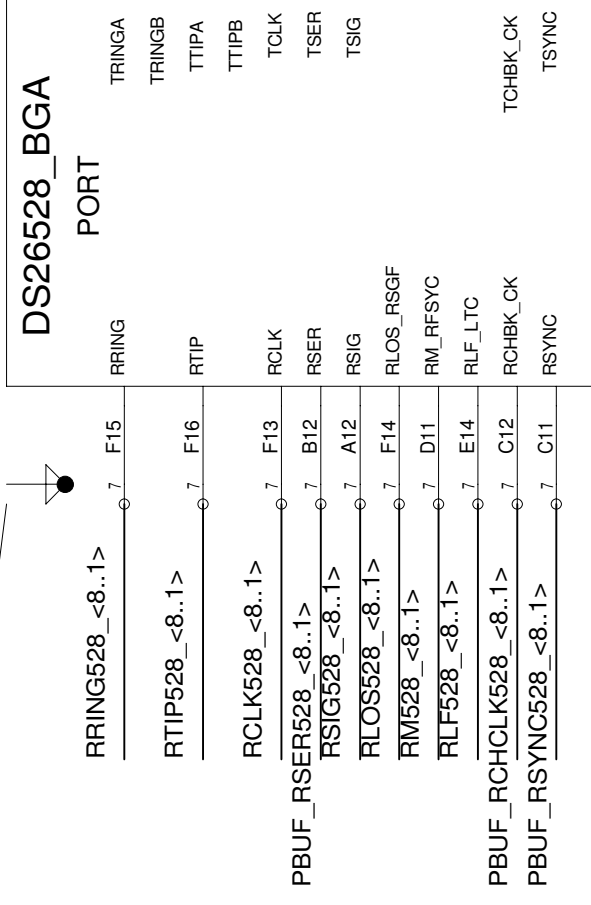 DS26528_BGA
PORT
TRINGA
TRINGB
TTIPA
TTIPB
TCLK
TSER
TSIG
TCHBK_CK
TSYNC
RRING
RTIP
RCLK
RSER
RSIG
RLOS_RSGF
RM_RFSYC
RLF_LTC
RCHBK_CK
RSYNC
F15
F16
F13
B12
A12
F14
D11
E14
C12
C11
7
7
7
7
7
7
7
7
7
7
RRING528_<8..1>
RTIP528_<8..1>
RCLK528_<8..1>
PBUF_RSER528_<8..1>
RSIG528_<8..1>
RLOS528_<8..1>
RM528_<8..1>
RLF528_<8..1>
PBUF_RCHCLK528_<8..1>
PBUF_RSYNC528_<8..1>